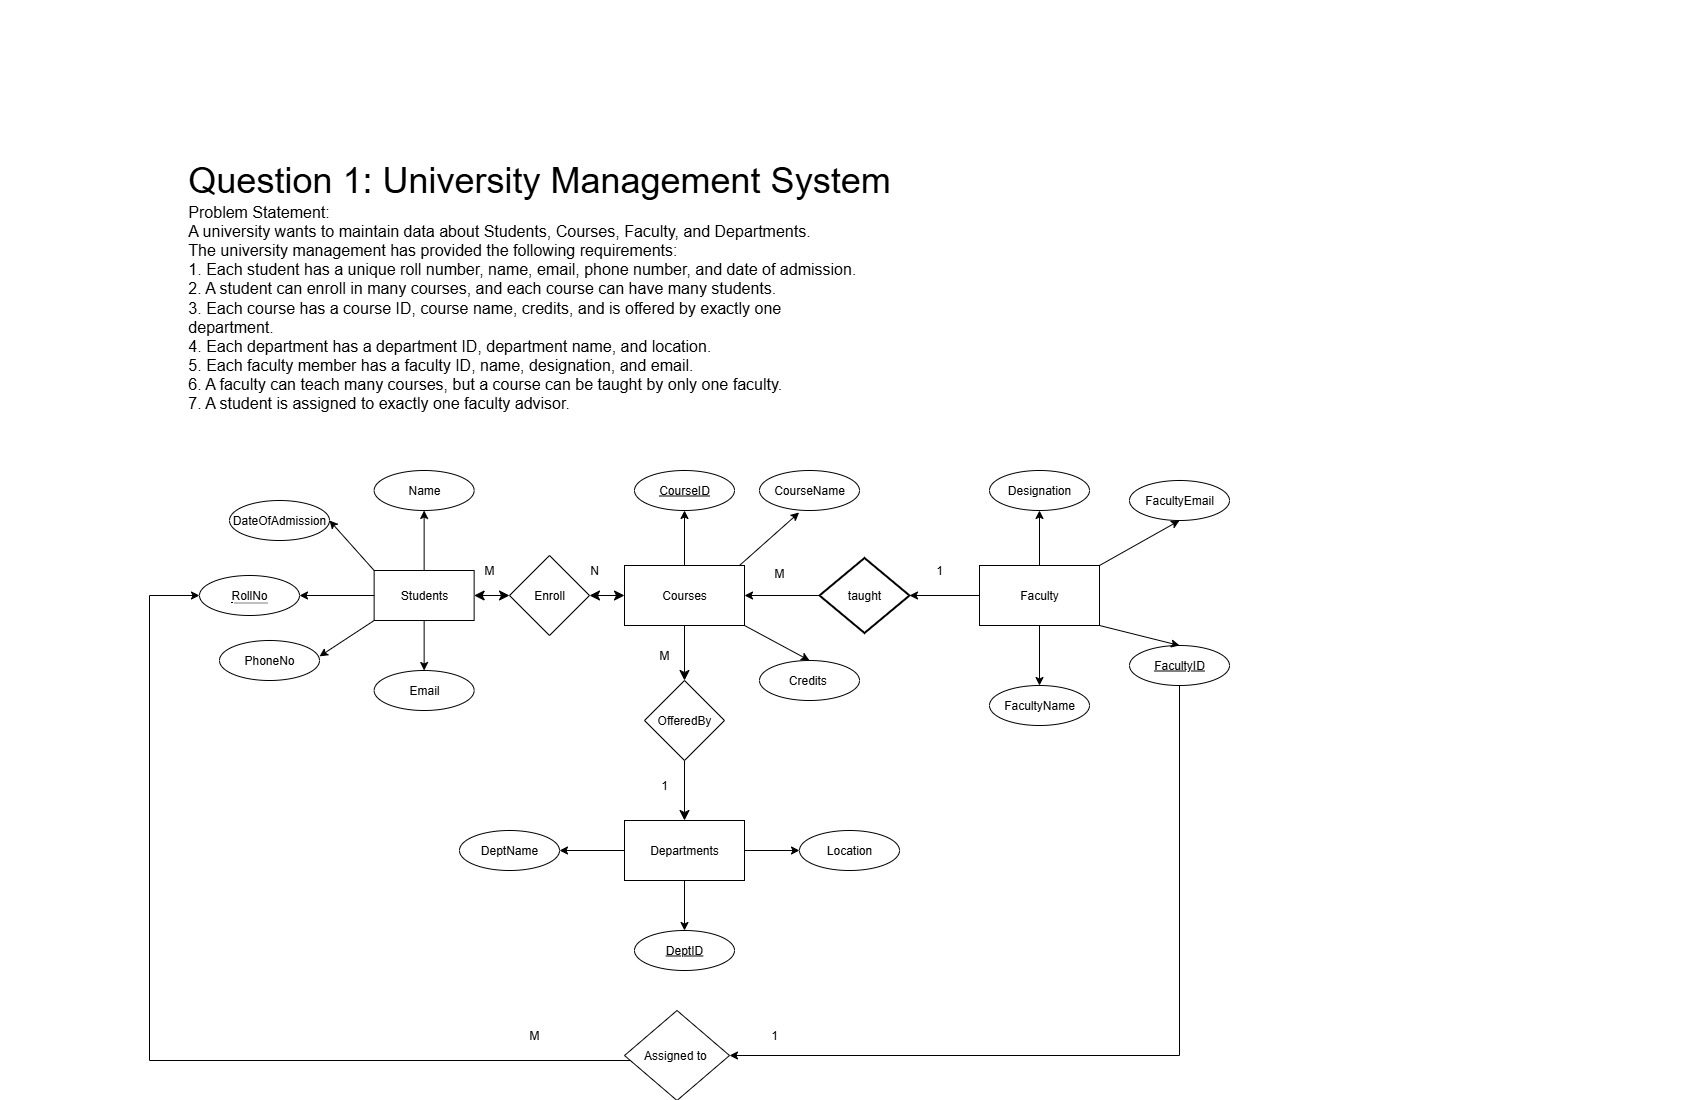 Question 1: University Management System
Problem Statement:
A university wants to maintain data about Students, Courses, Faculty, and Departments.
The university management has provided the following requirements:
1. Each student has a unique roll number, name, email, phone number, and date of admission.
2. A student can enroll in many courses, and each course can have many students.
3. Each course has a course ID, course name, credits, and is offered by exactly one
department.
4. Each department has a department ID, department name, and location.
5. Each faculty member has a faculty ID, name, designation, and email.
6. A faculty can teach many courses, but a course can be taught by only one faculty.
7. A student is assigned to exactly one faculty advisor.
Name
CourseID
CourseName
Designation
FacultyEmail
DateOfAdmission
M
N
M
1
RollNo
Students
Enroll
Courses
taught
Faculty
PhoneNo
M
Credits
FacultyID
Email
OfferedBy
FacultyName
1
DeptName
Departments
Location
DeptID
M
1
Assigned to